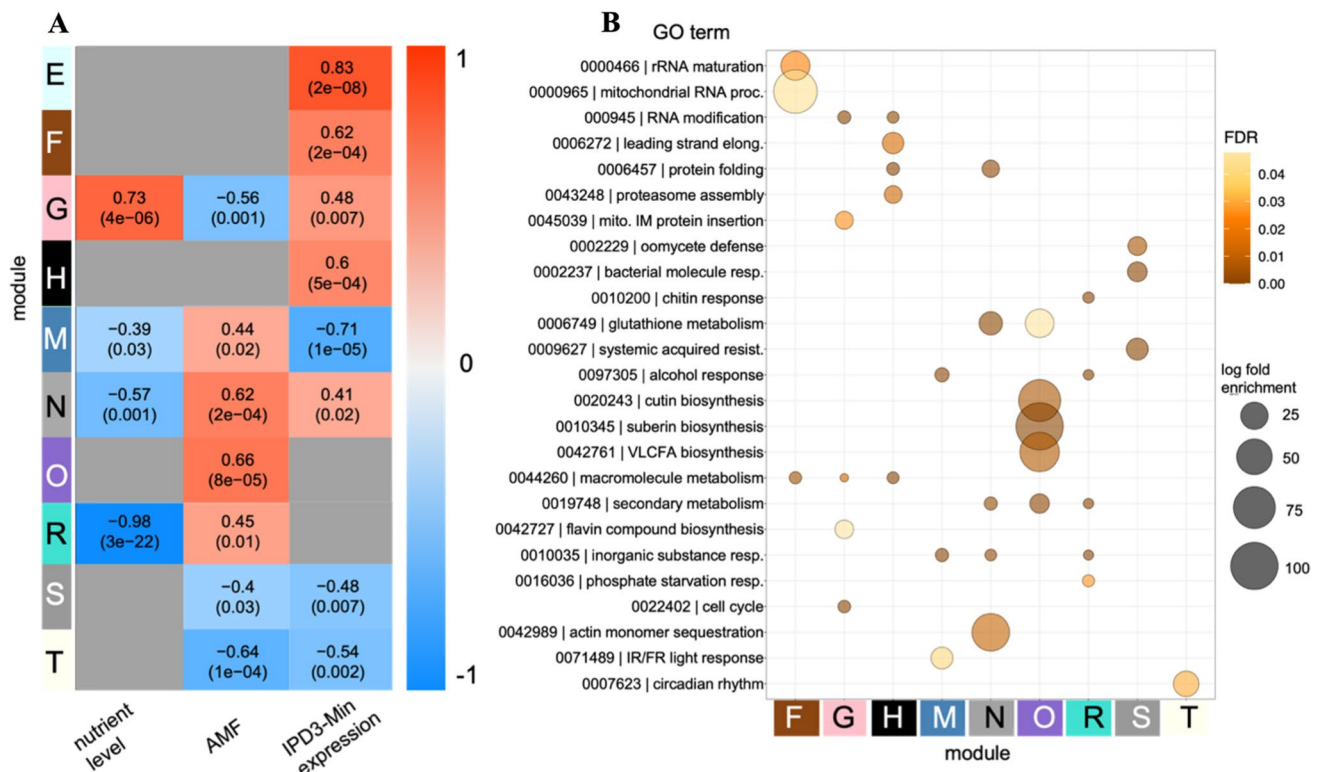 A
B
GO term
module
E
0.83
(2e−08)
F
0.62
(2e−04)
G
0.73
(4e−06)
−0.56
(0.001)
0.48
(0.007)
H
0.6
(5e−04)
M
−0.39
(0.03)
0.44
(0.02)
−0.71
(1e−05)
N
−0.57
(0.001)
0.62
(2e−04)
0.41
(0.02)
O
0.66
(8e−05)
R
−0.98
(3e−22)
0.45
(0.01)
S
−0.4
(0.03)
−0.48
(0.007)
T
−0.64
(1e−04)
−0.54
(0.002)
nutrient
level
AMF
IPD3-Min
expression
1
0
-1
0000466 | rRNA maturation
0000965 | mitochondrial RNA proc.
000945 | RNA modification
0006272 | leading strand elong.
0006457 | protein folding
0043248 | proteasome assembly
0045039 | mito. IM protein insertion
0002229 | oomycete defense
0002237 | bacterial molecule resp.
0010200 | chitin response
0006749 | glutathione metabolism
0009627 | systemic acquired resist.
0097305 | alcohol response
0020243 | cutin biosynthesis
0010345 | suberin biosynthesis
0042761 | VLCFA biosynthesis
0044260 | macromolecule metabolism
0019748 | secondary metabolism
0042727 | flavin compound biosynthesis
0010035 | inorganic substance resp.
0016036 | phosphate starvation resp.
0022402 | cell cycle
0042989 | actin monomer sequestration
0071489 | IR/FR light response
0007623 | circadian rhythm
F G H M N O R S T
module
FDR
0.04
0.03
0.02
0.01
0.00
log fold
enrichment
25
50
75
100